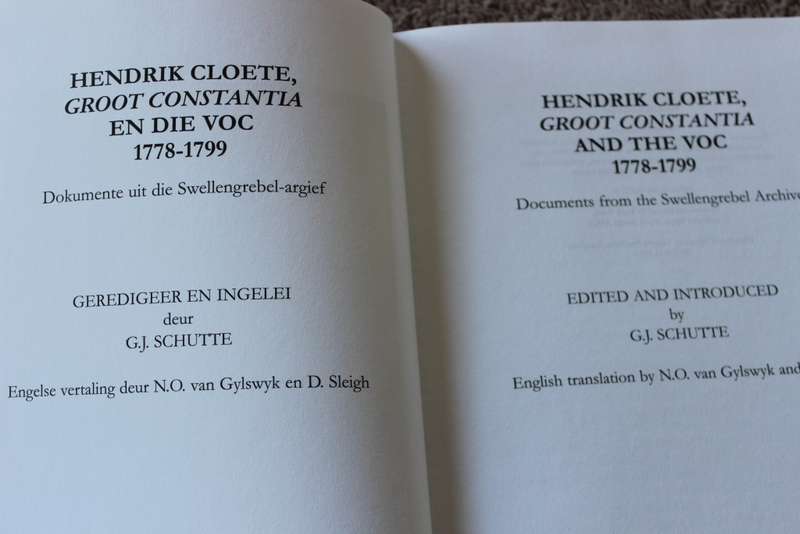 HENDRIK CLOETE,
GROOT CONSTANTIA
EN DIE VOC
1778-1799
Dokumente uit die Swellengrebel-argief
GEREDIGEER EN INGELEI
deur
G.J. SCHUTTE
Engelse vertaling deur N.O. van Gylswyk en D. Sleigh
HENDRIK CLOETE,
GROOT CONSTANTIA
AND THE VOC
1778-1799
Documents from the Swellengrebel Archive
EDITED AND INTRODUCED
by
G.J. SCHUTTE
English translation by N.O. van Gylswyk and